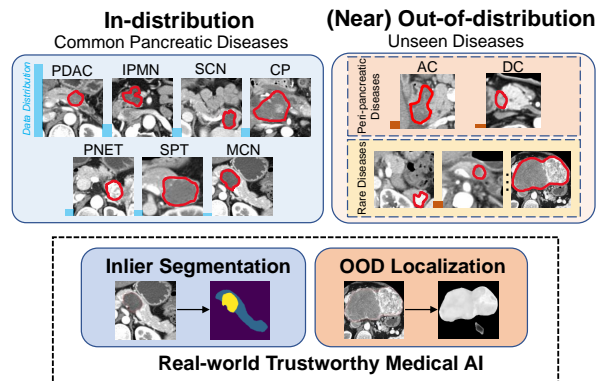 In-distribution
Common Pancreatic Diseases
Data Distribution
PDAC IPMN SCN CP
PNET SPT MCN
(Near) Out-of-distribution
Unseen Diseases
Peri-pancreatic
Diseases
AC DC
Rare Diseases
Inlier Segmentation
OOD Localization
Real-world Trustworthy Medical AI